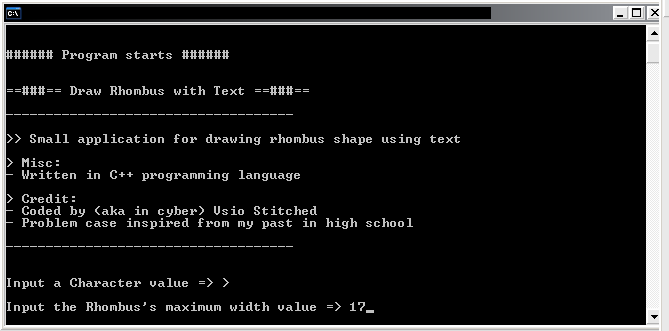 C:\
###### Program starts ######
==###== Draw Rhombus with Text ==###==
------------------------------------
>> Small application for drawing rhombus shape using text
> Misc:
- Written in C++ programming language
> Credit:
- Coded by (aka in cyber) Vsio Stitched
- Problem case inspired from my past in high school
------------------------------------
Input a Character value => >
Input the Rhombus's maximum width value => 17_